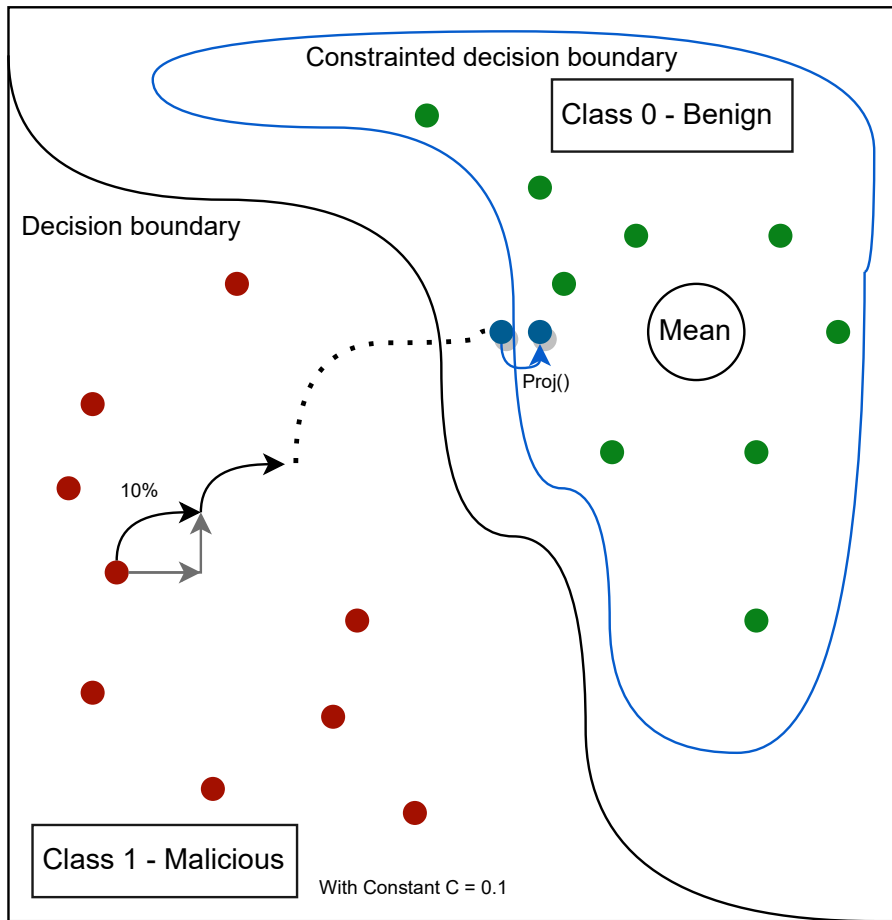 Constrainted decision boundary
Class 0 - Benign
Decision boundary
Mean
Proj()
10%
Class 1 - Malicious
With Constant C = 0.1